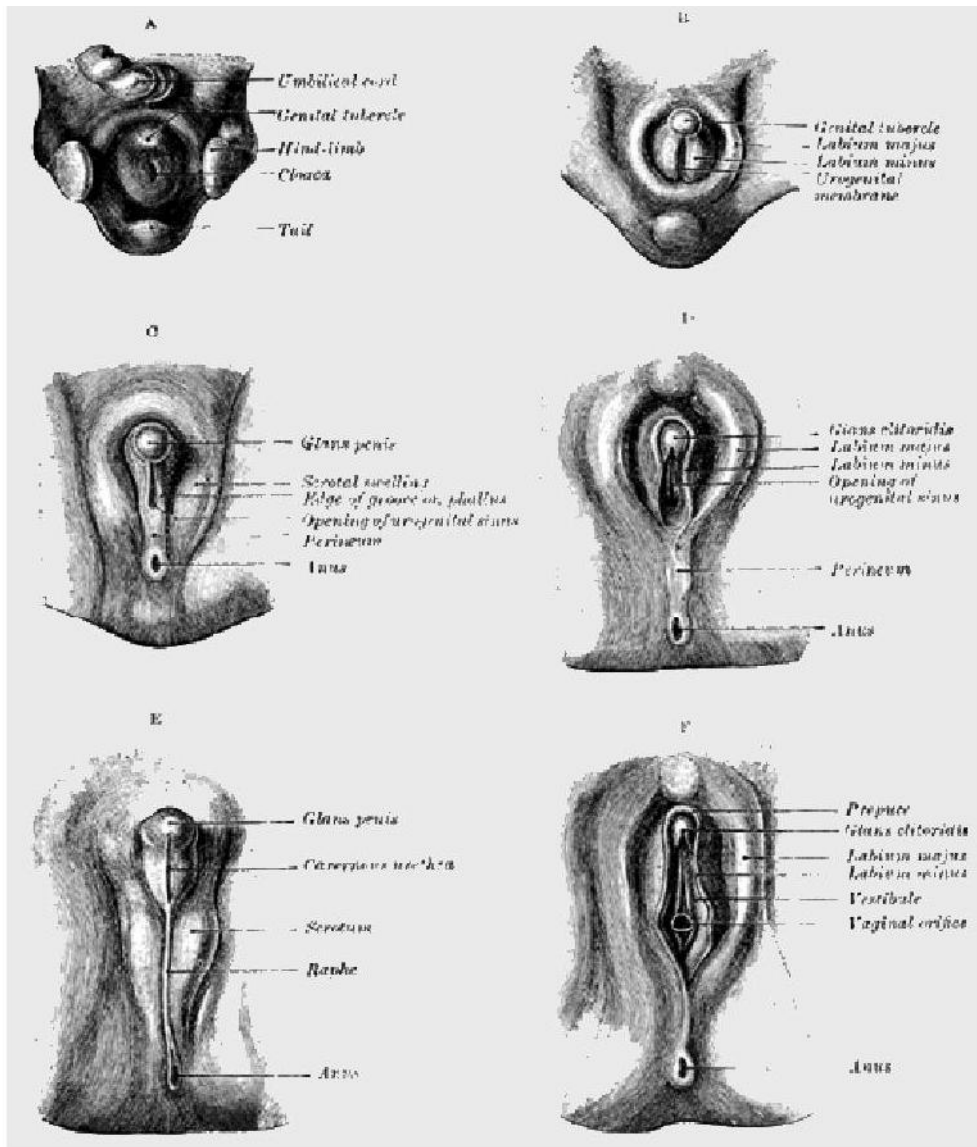 A
Umbilical cord
Genital tubercle
Hind-limb
Cloaca
Tail
B
Genital tubercle
Labium majus
Labium minus
Urogenital
membrane
C
Glans penis
Scrotal swelling
Edge of groove on phallus
Opening of urogenital sinus
Perineum
Anus
D
Glans clitoridis
Labium majus
Labium minus
Opening of
urogenital sinus
Perineum
Anus
E
Glans penis
Cavernous urethra
Scrotum
Raphe
Anus
F
Prepuce
Glans clitoridis
Labium majus
Labium minus
Vestibule
Vaginal orifice
Anus